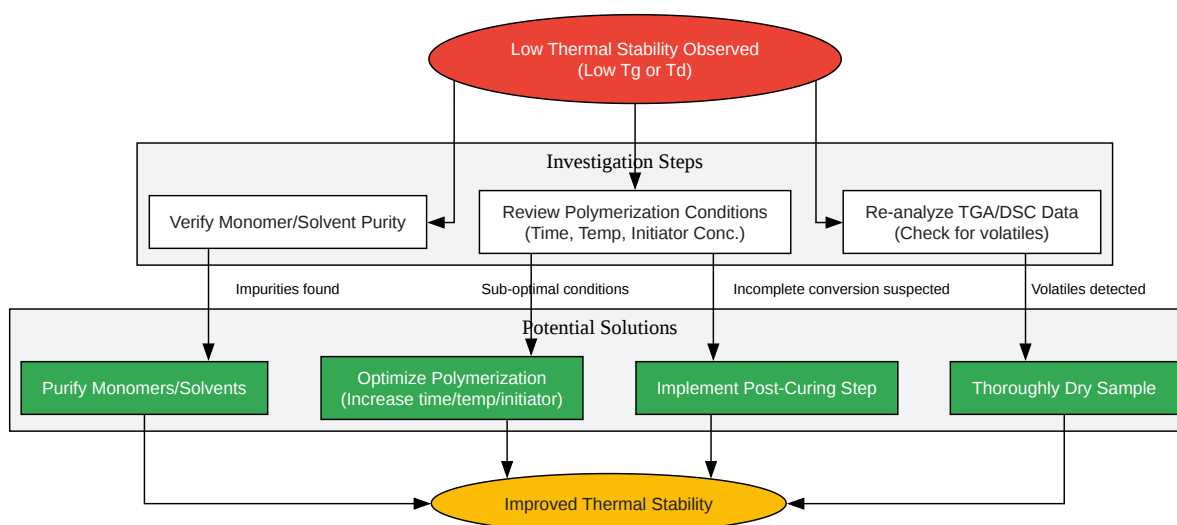 Low Thermal Stability Observed
(Low Tg or Td)
Investigation Steps
Verify Monomer/Solvent Purity
Review Polymerization Conditions
(Time, Temp, Initiator Conc.)
Re-analyze TGA/DSC Data
(Check for volatiles)
Impurities found
Sub-optimal conditions
Incomplete conversion suspected
Volatiles detected
Potential Solutions
Purify Monomers/Solvents
Optimize Polymerization
(Increase time/temp/initiator)
Implement Post-Curing Step
Thoroughly Dry Sample
Improved Thermal Stability